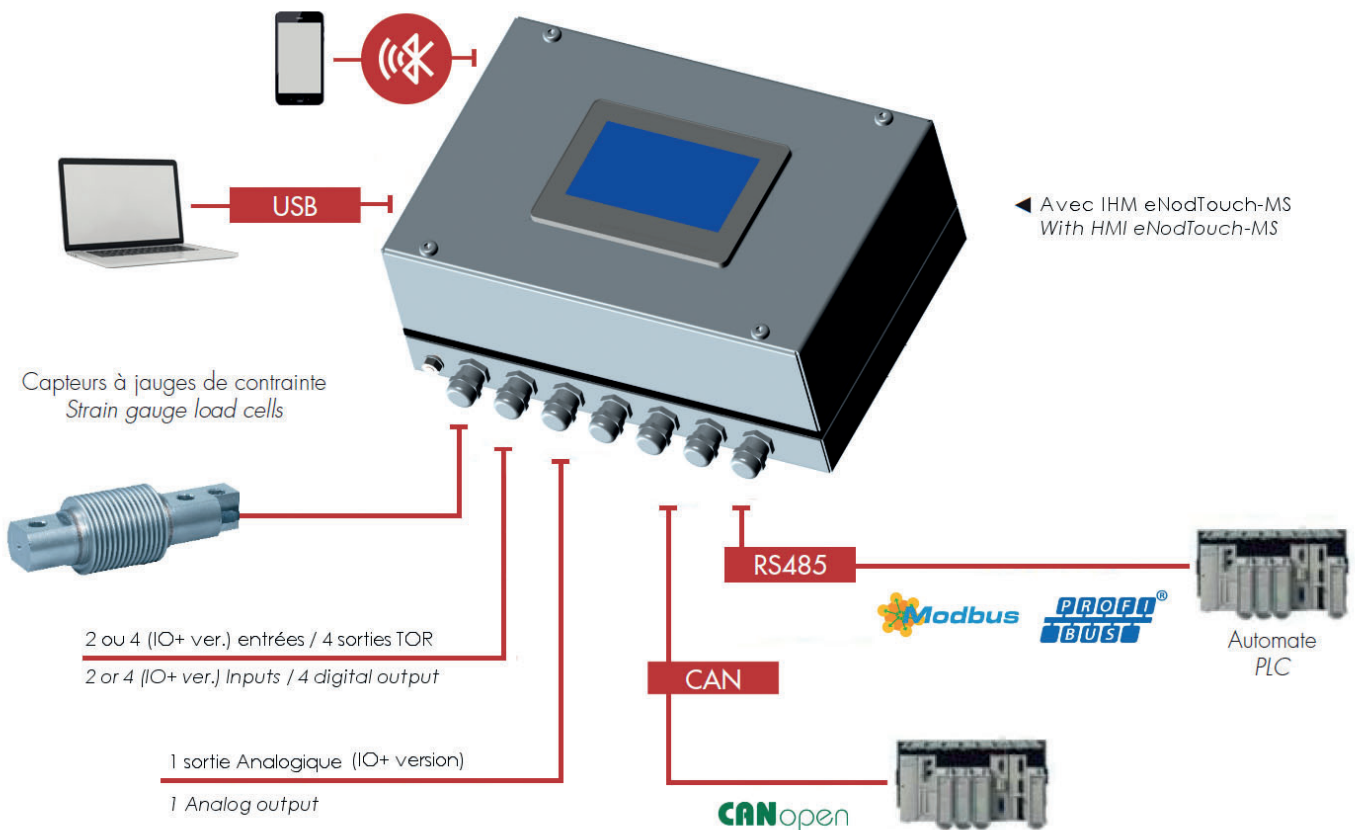 USB
◄ Avec IHM eNodTouch-MS
With HMI eNodTouch-MS
Capteurs à jauges de contrainte
Strain gauge load cells
RS485
Modbus
PROFI
BUS®
Automate
PLC
2 ou 4 (IO+ ver.) entrées / 4 sorties TOR
2 or 4 (IO+ ver.) Inputs / 4 digital output
CAN
1 sortie Analogique (IO+ version)
1 Analog output
CANopen